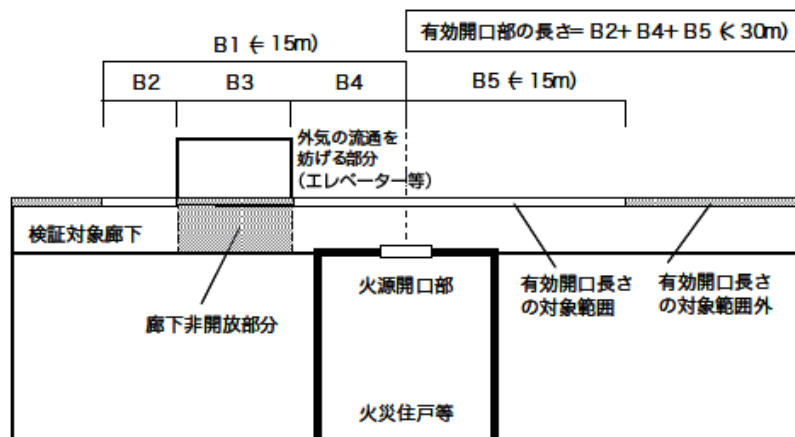 有効開口部の長さ= B2+ B4+ B5 (< 30m)
B1 (= 15m)
B2
B3
B4
B5 (= 15m)
外気の流通を
妨げる部分
(エレベーター等)
検証対象廊下
火源開口部
有効開口長さ
の対象範囲
有効開口長さ
の対象範囲外
廊下非開放部分
火災住戸等